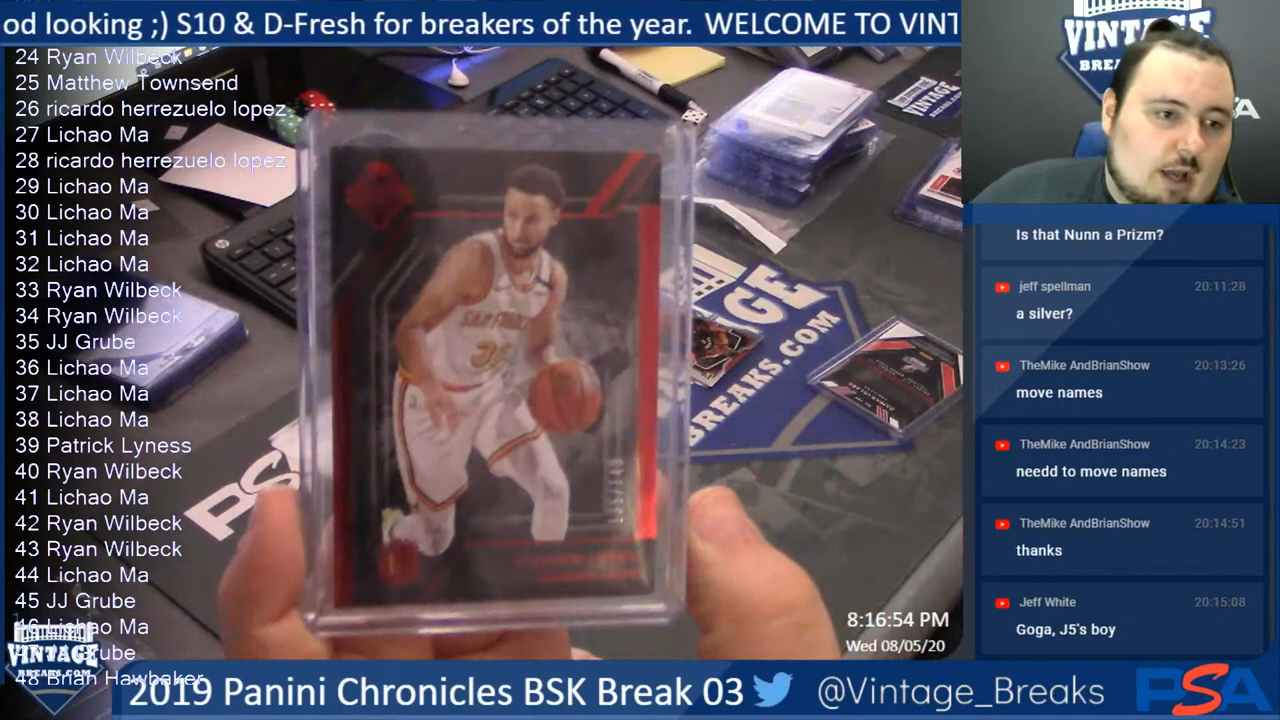 od looking ;) S10 & D-Fresh for breakers of the year. WELCOME TO VINT
24 Ryan Wilbeck
25 Matthew Townsend
26 ricardo herrezuelo lopez
27 Lichao Ma
28 ricardo herrezuelo lopez
29 Lichao Ma
30 Lichao Ma
31 Lichao Ma
32 Lichao Ma
33 Ryan Wilbeck
34 Ryan Wilbeck
35 JJ Grube
36 Lichao Ma
37 Lichao Ma
38 Lichao Ma
39 Patrick Lyness
40 Ryan Wilbeck
41 Lichao Ma
42 Ryan Wilbeck
43 Ryan Wilbeck
44 Lichao Ma
45 JJ Grube
46 Lichao Ma
Grube
48 Brian Hawbaker
VINTAGE
PSA
30
VINTAGE
BREAKS.COM
VINTAGE
BREA
Is that Nunn a Prizm?
jeff spellman 20:11:28
a silver?
TheMike AndBrianShow 20:13:26
move names
TheMike AndBrianShow 20:14:23
needd to move names
TheMike AndBrianShow 20:14:51
thanks
Jeff White 20:15:08
Goga, J5's boy
8:16:54 PM
Wed 08/05/20
2019 Panini Chronicles BSK Break 03 @Vintage_Breaks PSA